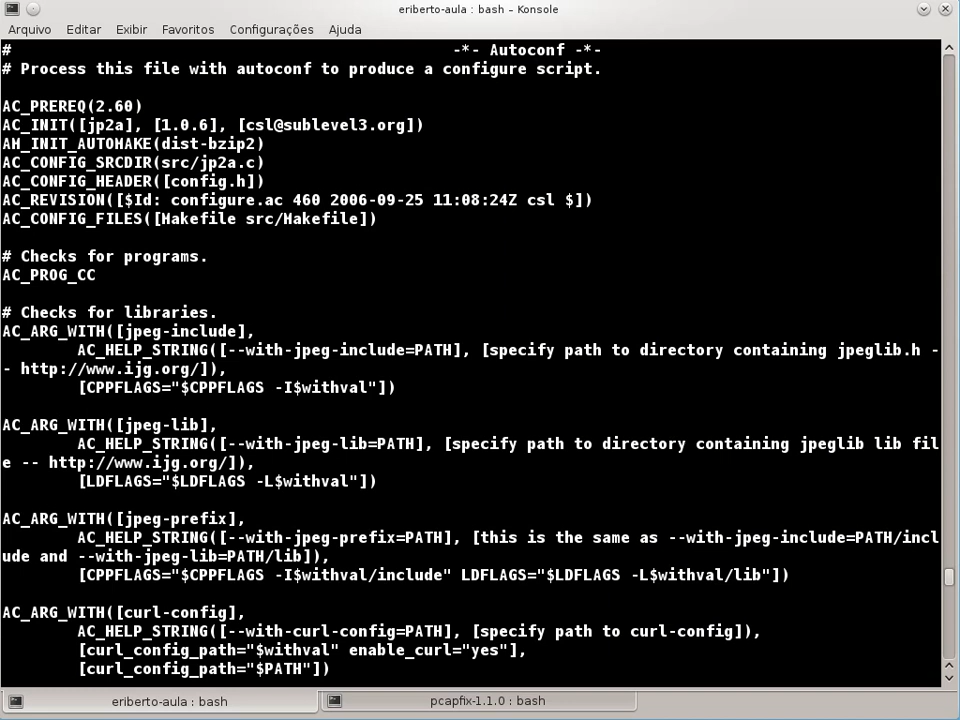 eriberto-aula : bash – Konsole
Arquivo Editar Exibir Favoritos Configurações Ajuda
# -*- Autoconf -*-
# Process this file with autoconf to produce a configure script.
AC_PREREQ(2.60)
AC_INIT([jp2a], [1.0.6], [csl@sublevel3.org])
AM_INIT_AUTOMAKE(dist-bzip2)
AC_CONFIG_SRCDIR(src/jp2a.c)
AC_CONFIG_HEADER([config.h])
AC_REVISION([$Id: configure.ac 460 2006-09-25 11:08:24Z csl $])
AC_CONFIG_FILES([Makefile src/Makefile])
# Checks for programs.
AC_PROG_CC
# Checks for libraries.
AC_ARG_WITH([jpeg-include],
AC_HELP_STRING([--with-jpeg-include=PATH], [specify path to directory containing jpeglib.h -
- http://www.ijg.org/]),
[CPPFLAGS="$CPPFLAGS -I$withval"])
AC_ARG_WITH([jpeg-lib],
AC_HELP_STRING([--with-jpeg-lib=PATH], [specify path to directory containing jpeglib lib fil
e -- http://www.ijg.org/]),
[LDFLAGS="$LDFLAGS -L$withval"])
AC_ARG_WITH([jpeg-prefix],
AC_HELP_STRING([--with-jpeg-prefix=PATH], [this is the same as --with-jpeg-include=PATH/incl
ude and --with-jpeg-lib=PATH/lib]),
[CPPFLAGS="$CPPFLAGS -I$withval/include" LDFLAGS="$LDFLAGS -L$withval/lib"])
AC_ARG_WITH([curl-config],
AC_HELP_STRING([--with-curl-config=PATH], [specify path to curl-config]),
[curl_config_path="$withval" enable_curl="yes"],
[curl_config_path="$PATH"])
eriberto-aula : bash
pcapfix-1.1.0 : bash